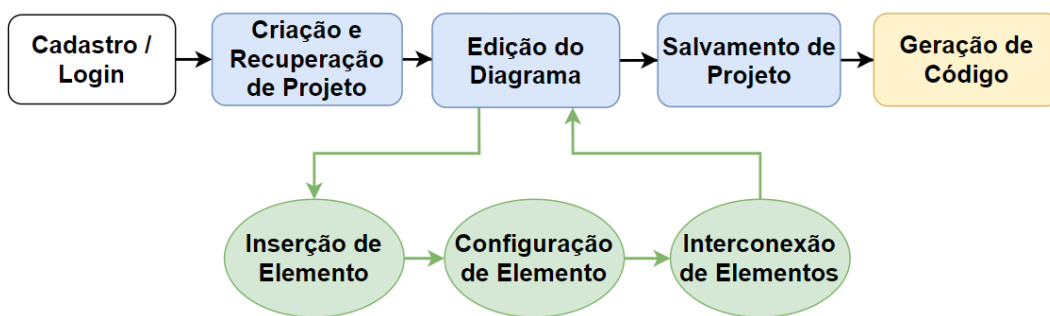 Cadastro /
Login
Criação e
Recuperação
de Projeto
Edição do
Diagrama
Salvamento de
Projeto
Geração de
Código
Inserção de
Elemento
Configuração
de Elemento
Interconexão
de Elementos